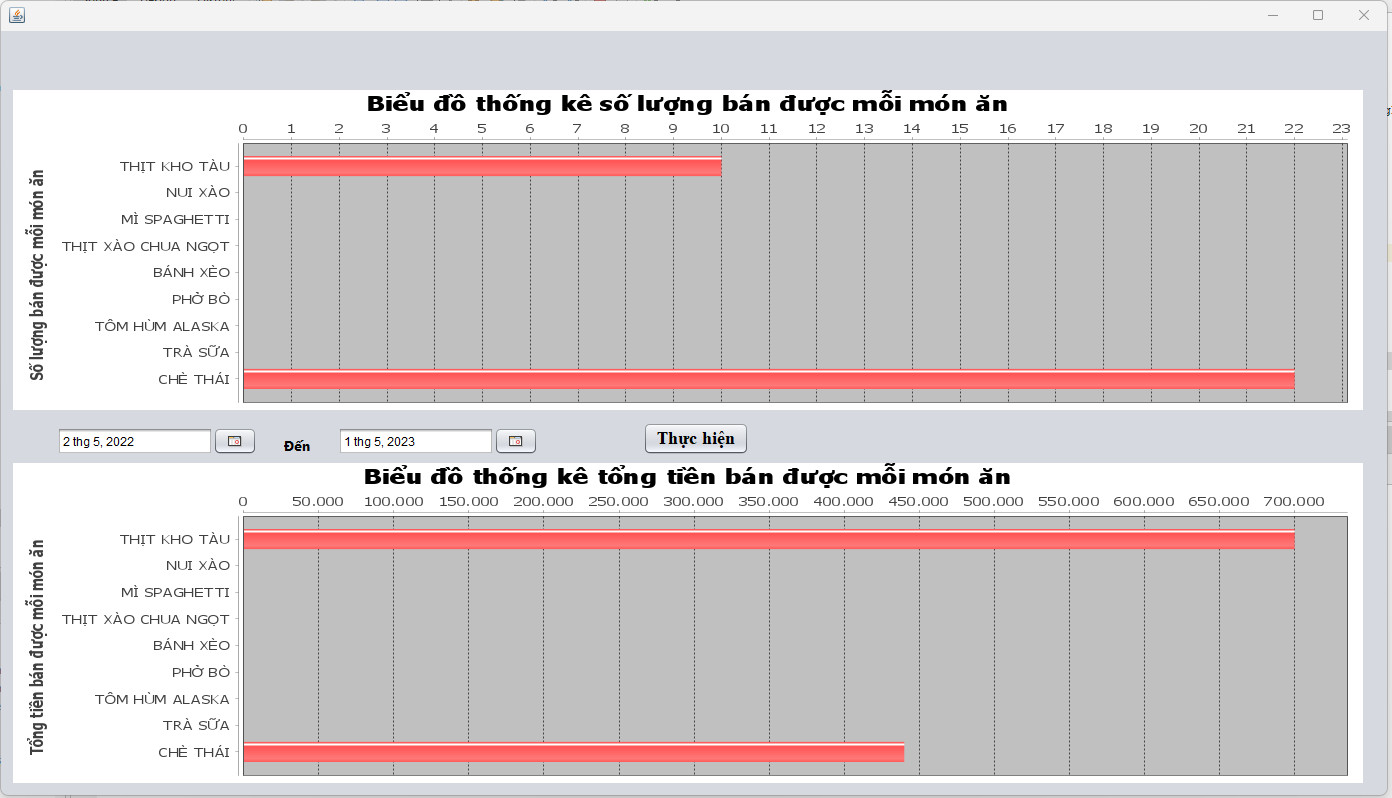 Biểu đồ thống kê số lượng bán được mỗi món ăn
0 1 2 3 4 5 6 7 8 9 10 11 12 13 14 15 16 17 18 19 20 21 22 23
Số lượng bán được mỗi món ăn
THỊT KHO TÀU
NUI XÀO
MÌ SPAGHETTI
THỊT XÀO CHUA NGỌT
BÁNH XÈO
PHỞ BÒ
TÔM HÙM ALASKA
TRÀ SỮA
CHÈ THÁI
2 thg 5, 2022 Đến 1 thg 5, 2023 Thực hiện
Biểu đồ thống kê tổng tiền bán được mỗi món ăn
0 50.000 100.000 150.000 200.000 250.000 300.000 350.000 400.000 450.000 500.000 550.000 600.000 650.000 700.000
Tổng tiền bán được mỗi món ăn
THỊT KHO TÀU
NUI XÀO
MÌ SPAGHETTI
THỊT XÀO CHUA NGỌT
BÁNH XÈO
PHỞ BÒ
TÔM HÙM ALASKA
TRÀ SỮA
CHÈ THÁI